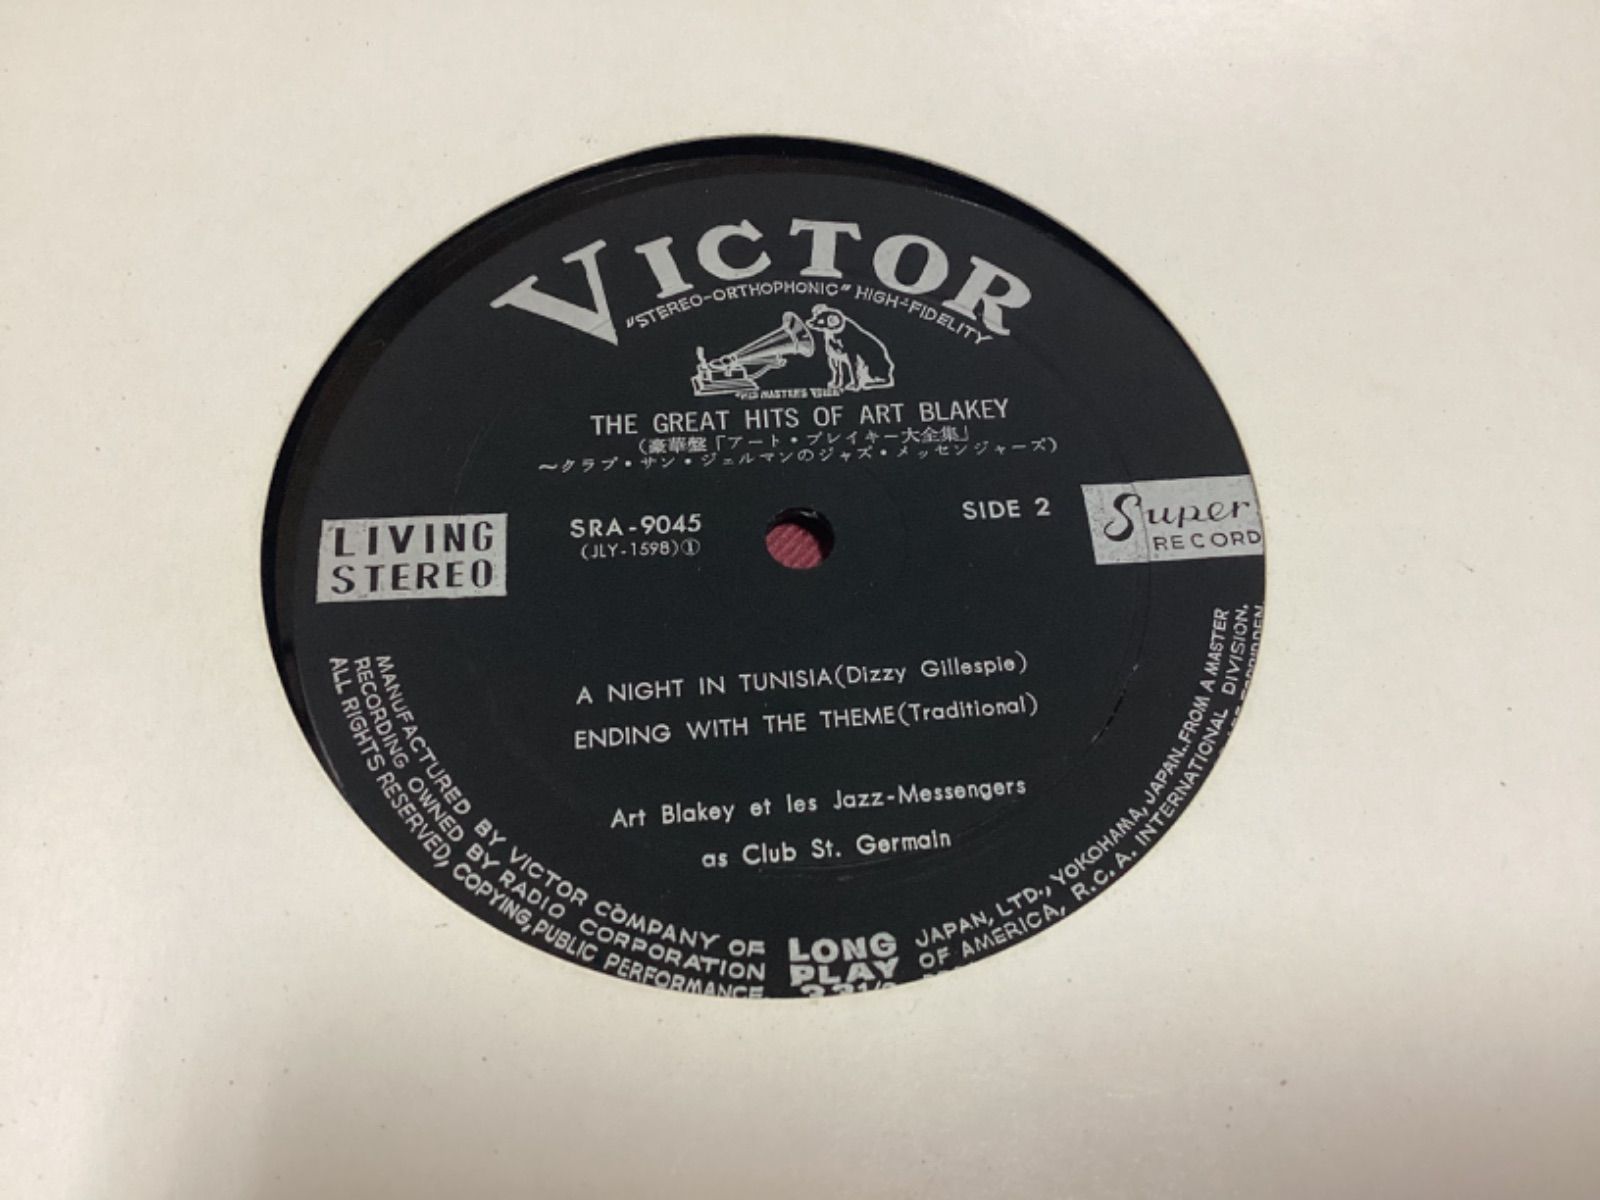 VICTOR
"STEREO-ORTHOPHONIC" HIGH-FIDELITY
"HIS MASTER'S VOICE"
THE GREAT HITS OF ART BLAKEY
(豪華盤「アート・ブレイキー大全集」
〜クラブ・サン・ジェルマンのジャズ・メッセンジャーズ)
LIVING
STEREO
SRA-9045
(JLY-1598)①
SIDE 2
Super
RECORD
A NIGHT IN TUNISIA(Dizzy Gillespie)
ENDING WITH THE THEME(Traditional)
Art Blakey et les Jazz-Messengers
as Club St. Germain
MANUFACTURED BY VICTOR COMPANY OF JAPAN, LTD., YOKOHAMA, JAPAN. FROM A MASTER
RECORDING OWNED BY RADIO CORPORATION OF AMERICA, R.C.A. INTERNATIONAL DIVISION,
ALL RIGHTS RESERVED, COPYING, PUBLIC PERFORMANCE
LONG
PLAY
33 1/3